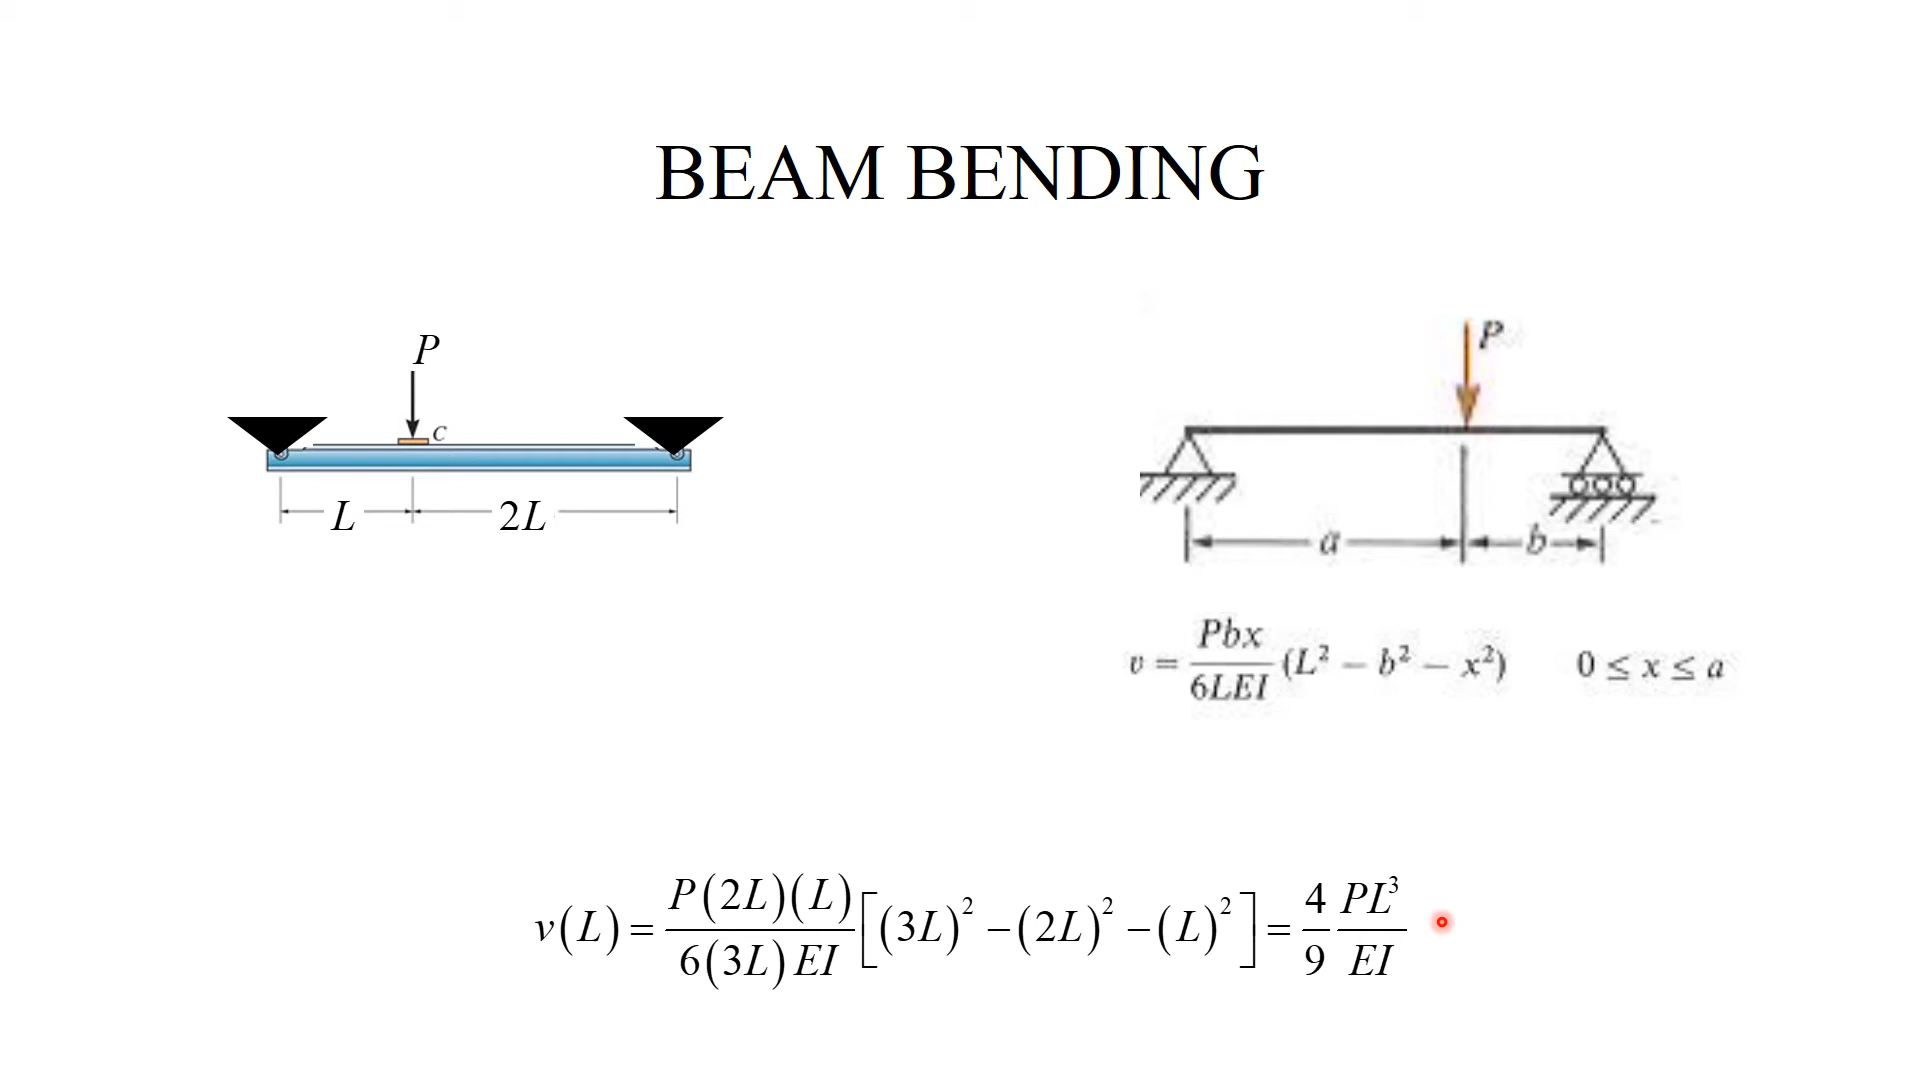 BEAM BENDING
P
c
L 2L
P
a b
v = Pbx / 6LEI (L² − b² − x²) 0 ≤ x ≤ a
v(L) = P(2L)(L) / 6(3L)EI [(3L)² − (2L)² − (L)²] = 4/9 PL³/EI